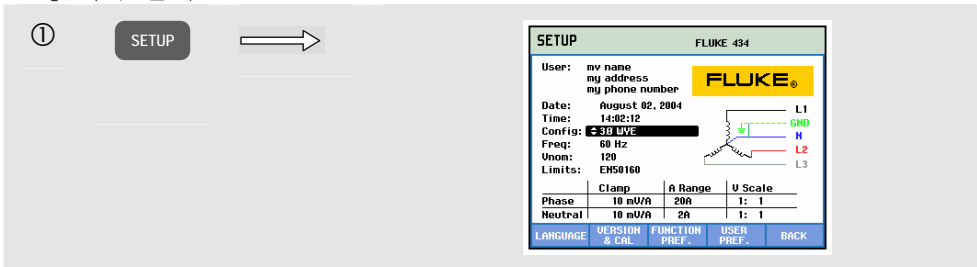 ①
SETUP
SETUP FLUKE 434
User: my name
my address
my phone number
FLUKE®
Date: August 02, 2004
Time: 14:02:12
Config: 3Ø WYE
Freq: 60 Hz
Vnom: 120
Limits: EN50160
L1
GND
N
L2
L3
Clamp A Range V Scale
Phase 10 mV/A 20A 1: 1
Neutral 10 mV/A 2A 1: 1
LANGUAGE VERSION & CAL FUNCTION PREF. USER PREF. BACK